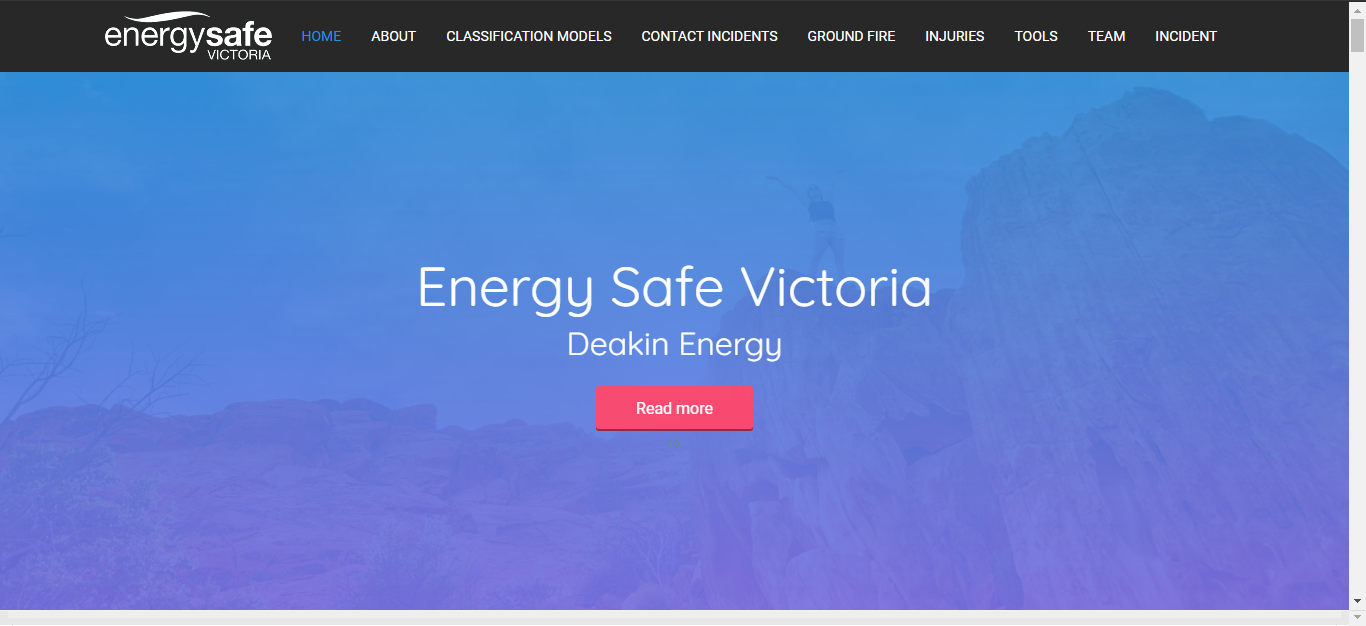 energysafe
VICTORIA
HOME ABOUT CLASSIFICATION MODELS CONTACT INCIDENTS GROUND FIRE INJURIES TOOLS TEAM INCIDENT
Energy Safe Victoria
Deakin Energy
Read more